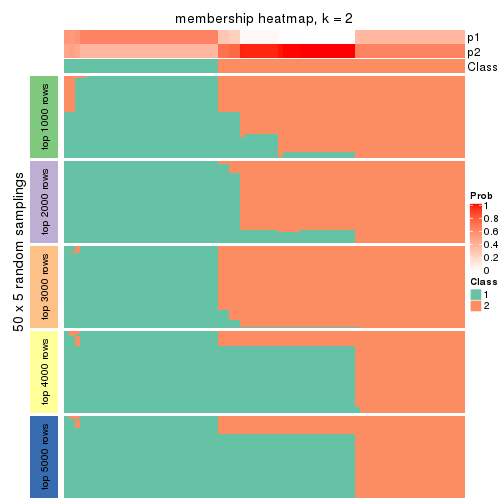 membership heatmap, k = 2
p1
p2
Class
50 x 5 random samplings
top 1000 rows
top 2000 rows
top 3000 rows
top 4000 rows
top 5000 rows
Prob
1
0.8
0.6
0.4
0.2
0
Class
1
2